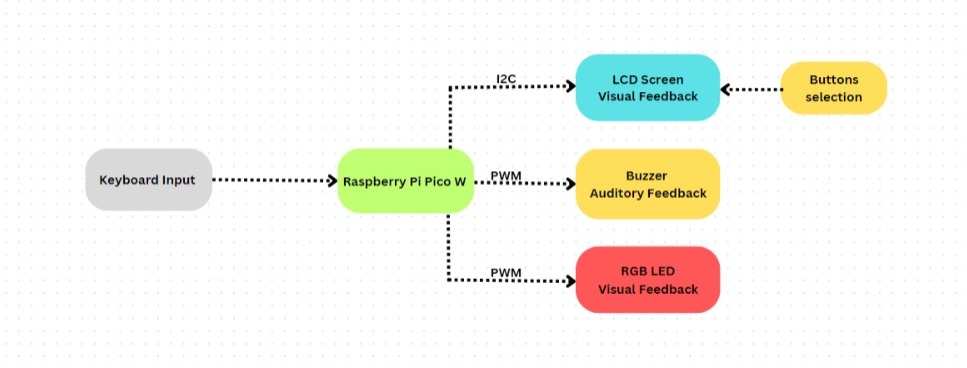 I2C
LCD Screen
Visual Feedback
Buttons
selection
Keyboard Input
Raspberry Pi Pico W
PWM
Buzzer
Auditory Feedback
PWM
RGB LED
Visual Feedback